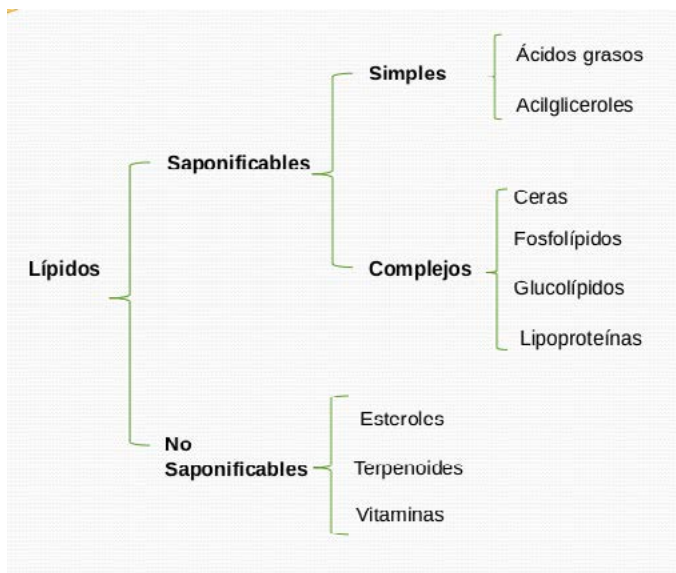 Lípidos
Saponificables
Simples
Ácidos grasos
Acilgliceroles
Complejos
Ceras
Fosfolípidos
Glucolípidos
Lipoproteínas
No
Saponificables
Esteroles
Terpenoides
Vitaminas